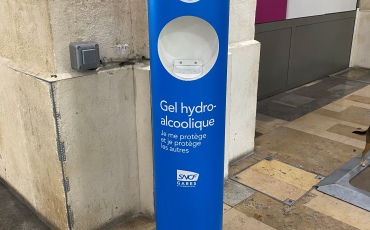 Gel hydro-
alcoolique
Je me protège
et je protège
les autres
SNCF
GARES